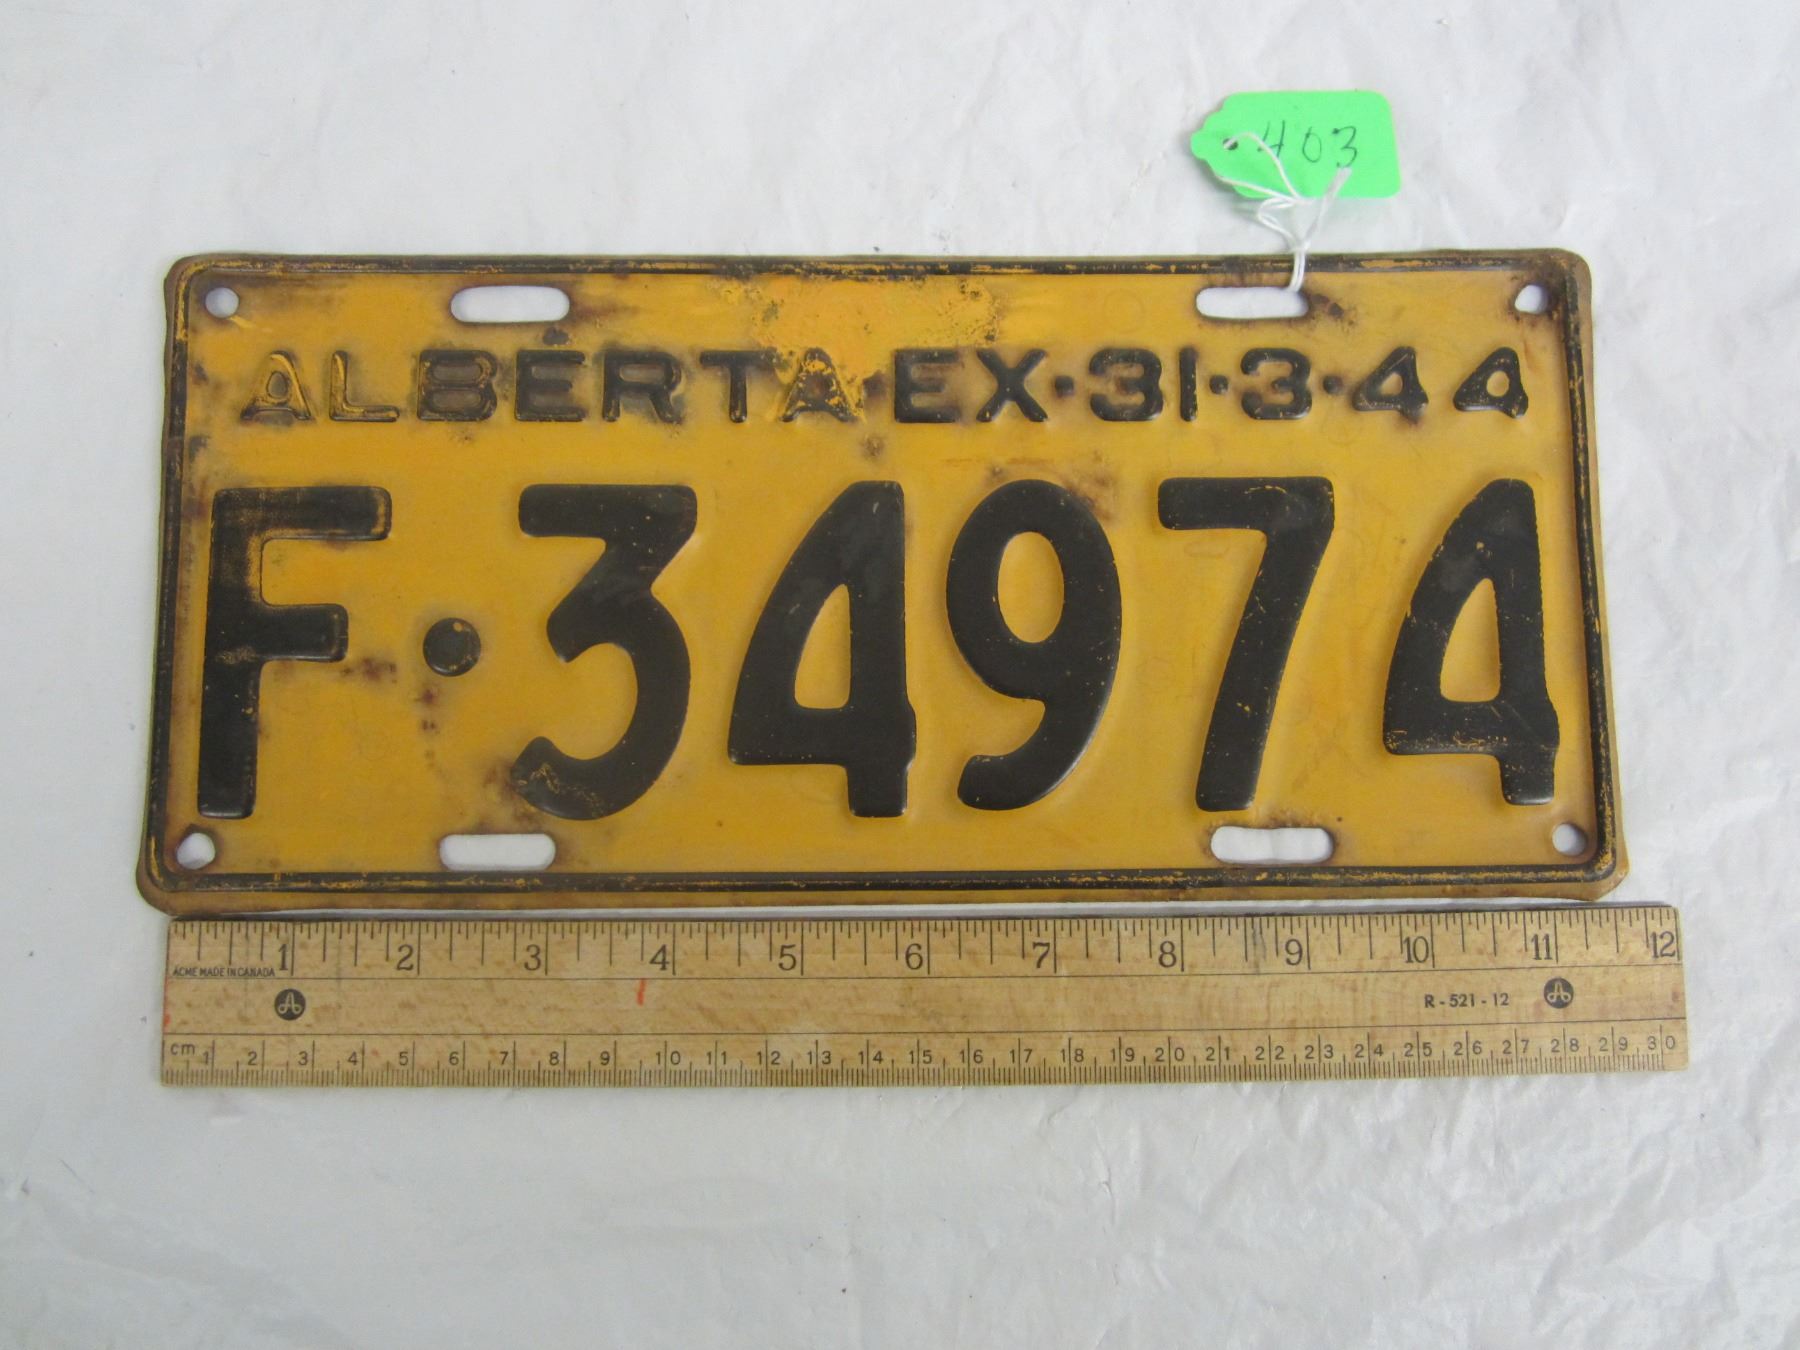 403
ALBERTA EX·31·3·44
F·34974
1 2 3 4 5 6 7 8 9 10 11 12
ACME MADE IN CANADA
R-521-12
cm 1 2 3 4 5 6 7 8 9 10 11 12 13 14 15 16 17 18 19 20 21 22 23 24 25 26 27 28 29 30